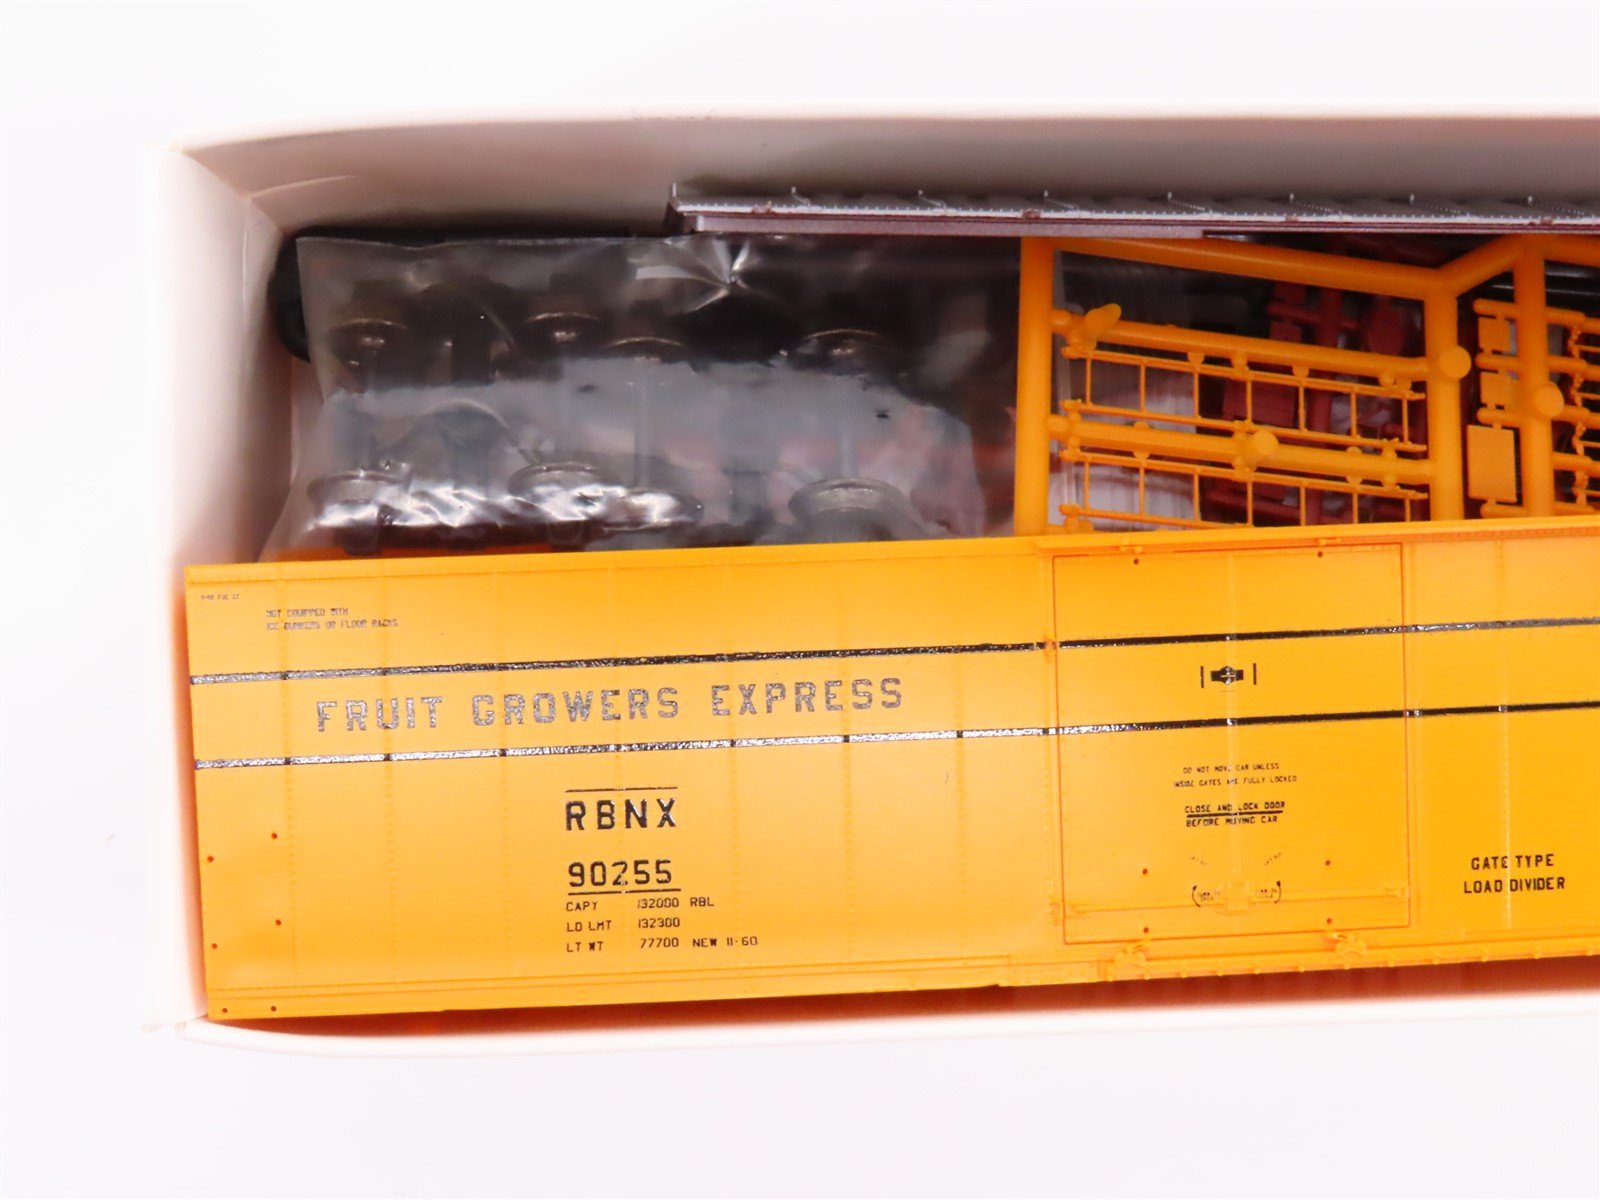 NOT EQUIPPED WITH
ICE BUNKERS OR FLOOR RACKS
FRUIT GROWERS EXPRESS
RBNX
90255
CAPY 132000 RBL
LD LMT 132300
LT WT 77700 NEW 11-60
DO NOT MOVE CAR UNLESS
INSIDE GATES ARE FULLY LOCKED
CLOSE AND LOCK DOOR
BEFORE MOVING CAR
GATE TYPE
LOAD DIVIDER